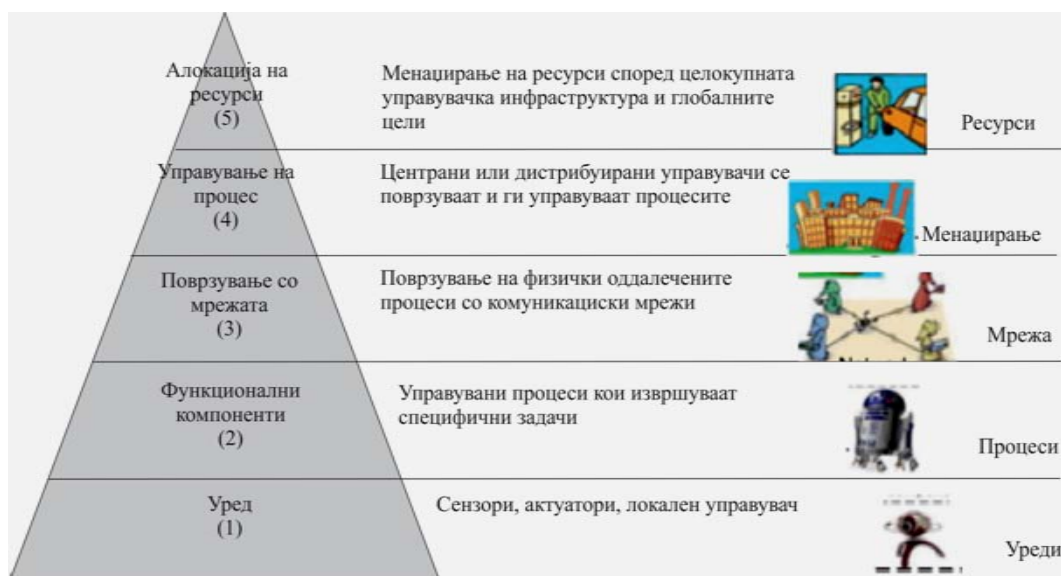 Алокација на
ресурси
(5)
Менаџирање на ресурси според целокупната
управувачка инфраструктура и глобалните
цели
Ресурси
Управување на
процес
(4)
Централни или дистрибуирани управувачи се
поврзуваат и ги управуваат процесите
Менаџирање
Поврзување со
мрежата
(3)
Поврзување на физички оддалечените
процеси со комуникациски мрежи
Мрежа
Функционални
компоненти
(2)
Управувани процеси кои извршуваат
специфични задачи
Процеси
Уред
(1)
Сензори, актуатори, локален управувач
Уреди